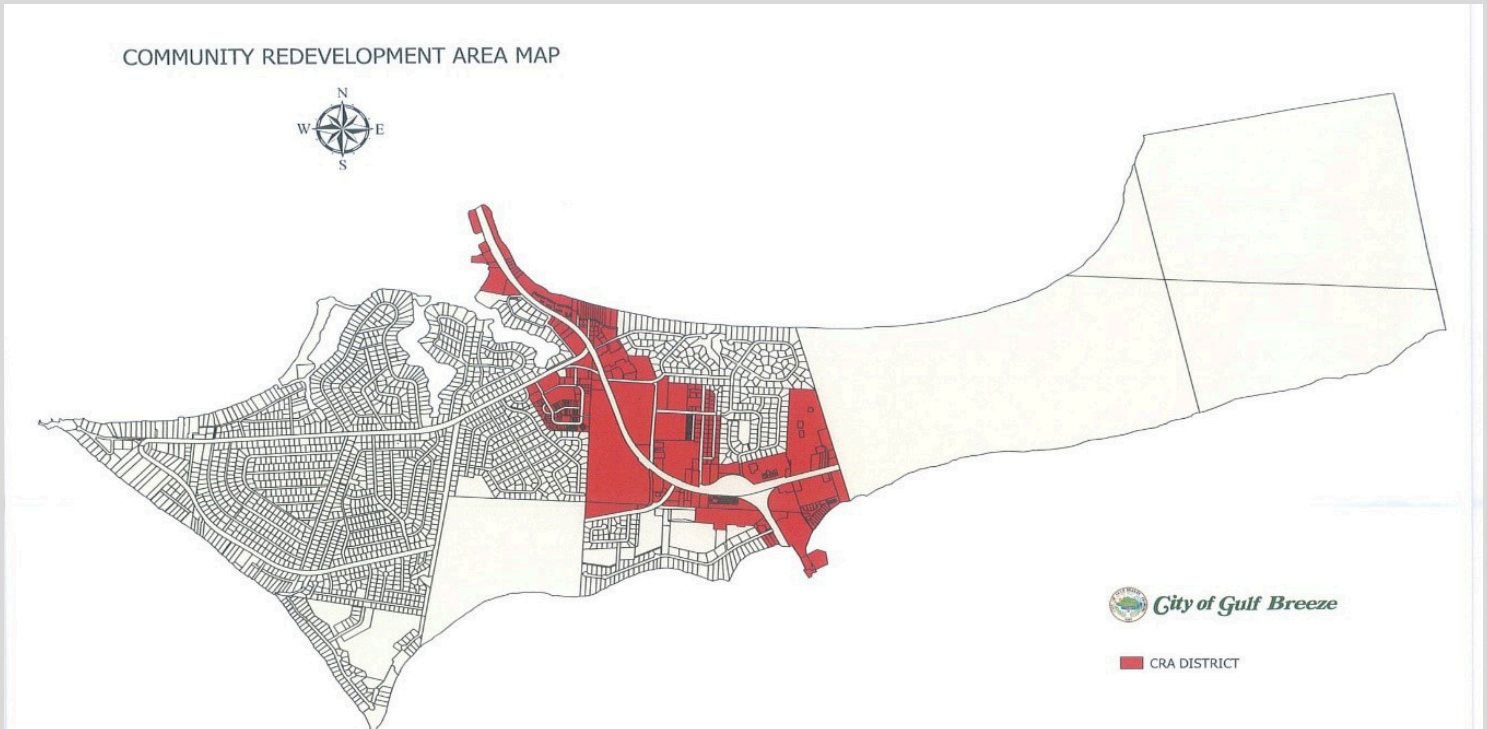 COMMUNITY REDEVELOPMENT AREA MAP
N
W E
S
City of Gulf Breeze
CRA DISTRICT